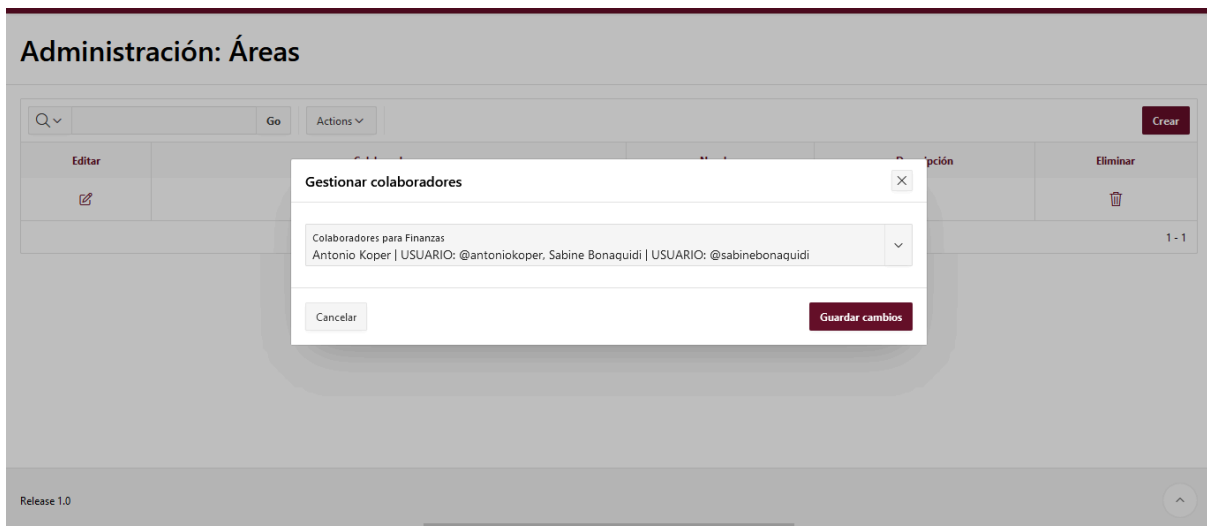 Administración: Áreas
Go
Actions
Crear
Editar
Eliminar
Gestionar colaboradores
Colaboradores para Finanzas
Antonio Koper | USUARIO: @antoniokoper, Sabine Bonaquidi | USUARIO: @sabinebonaquidi
1 - 1
Cancelar
Guardar cambios
Release 1.0